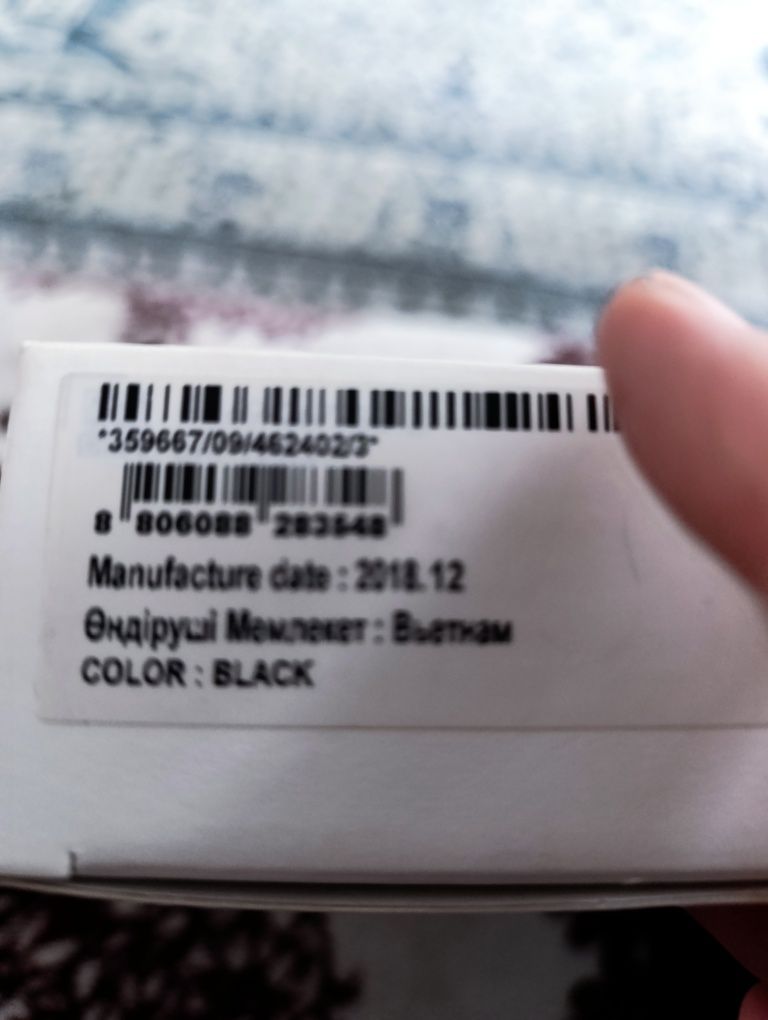 *359667/09/462402/3*
8 806088 283548
Manufacture date : 2018.12
Өндіруші Мемлекет : Вьетнам
COLOR : BLACK